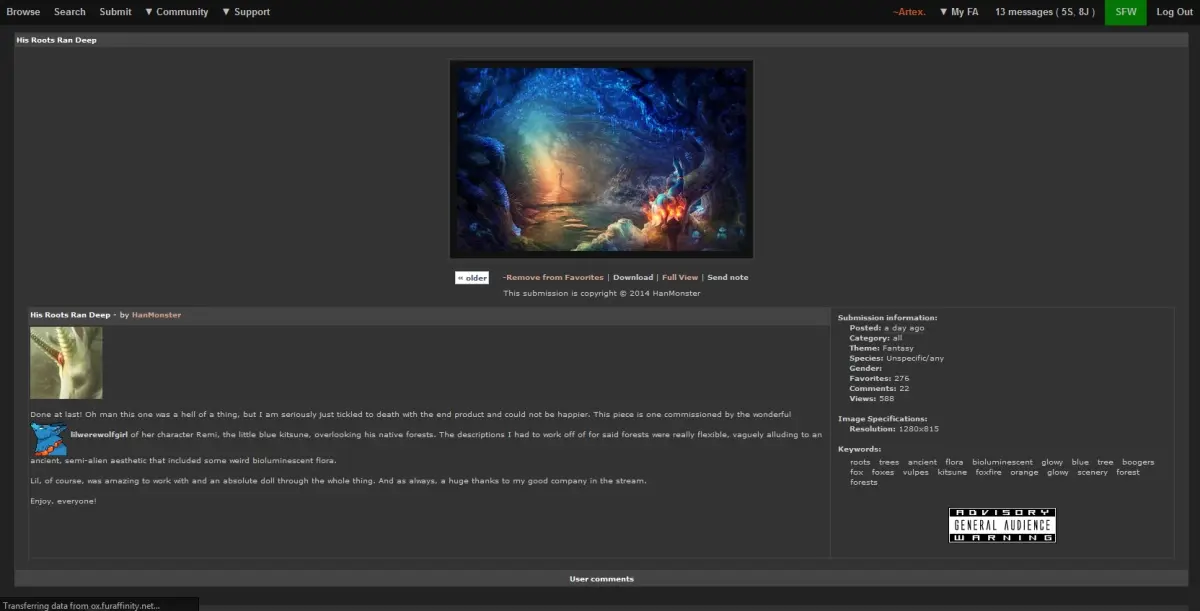 Browse Search Submit ▼ Community ▼ Support ~Artex. ▼ My FA 13 messages ( 5S, 8J ) SFW Log Out
His Roots Ran Deep
« older -Remove from Favorites | Download | Full View | Send note
This submission is copyright © 2014 HanMonster
His Roots Ran Deep - by HanMonster
Done at last! Oh man this one was a hell of a thing, but I am seriously just tickled to death with the end product and could not be happier. This piece is one commissioned by the wonderful
lilwerewolfgirl of her character Remi, the little blue kitsune, overlooking his native forests. The descriptions I had to work off of for said forests were really flexible, vaguely alluding to an
ancient, semi-alien aesthetic that included some weird bioluminescent flora.
Lil, of course, was amazing to work with and an absolute doll through the whole thing. And as always, a huge thanks to my good company in the stream.
Enjoy, everyone!
Submission information:
Posted: a day ago
Category: all
Theme: Fantasy
Species: Unspecific/any
Gender:
Favorites: 276
Comments: 22
Views: 588
Image Specifications:
Resolution: 1280x815
Keywords:
roots trees ancient flora bioluminescent glowy blue tree boogers
fox foxes vulpes kitsune foxfire orange glowy scenery forest
forests
ADVISORY
GENERAL AUDIENCE
WARNING
User comments
Transferring data from ox.furaffinity.net...